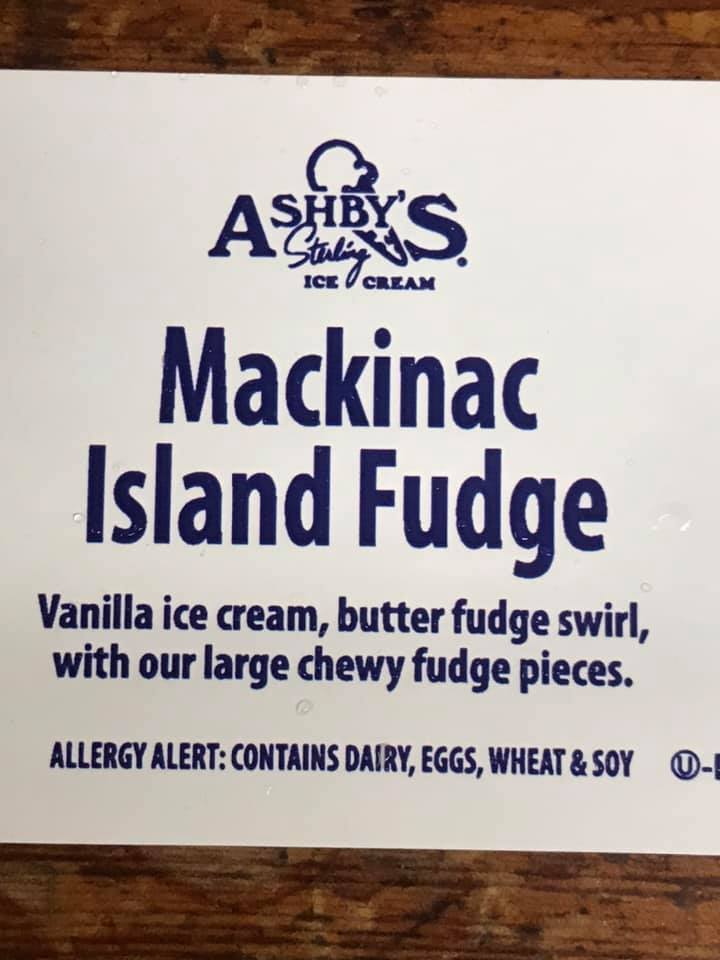 ASHBY'S
Sterling
ICE CREAM
Mackinac
Island Fudge
Vanilla ice cream, butter fudge swirl,
with our large chewy fudge pieces.
ALLERGY ALERT: CONTAINS DAIRY, EGGS, WHEAT & SOY Ⓤ-